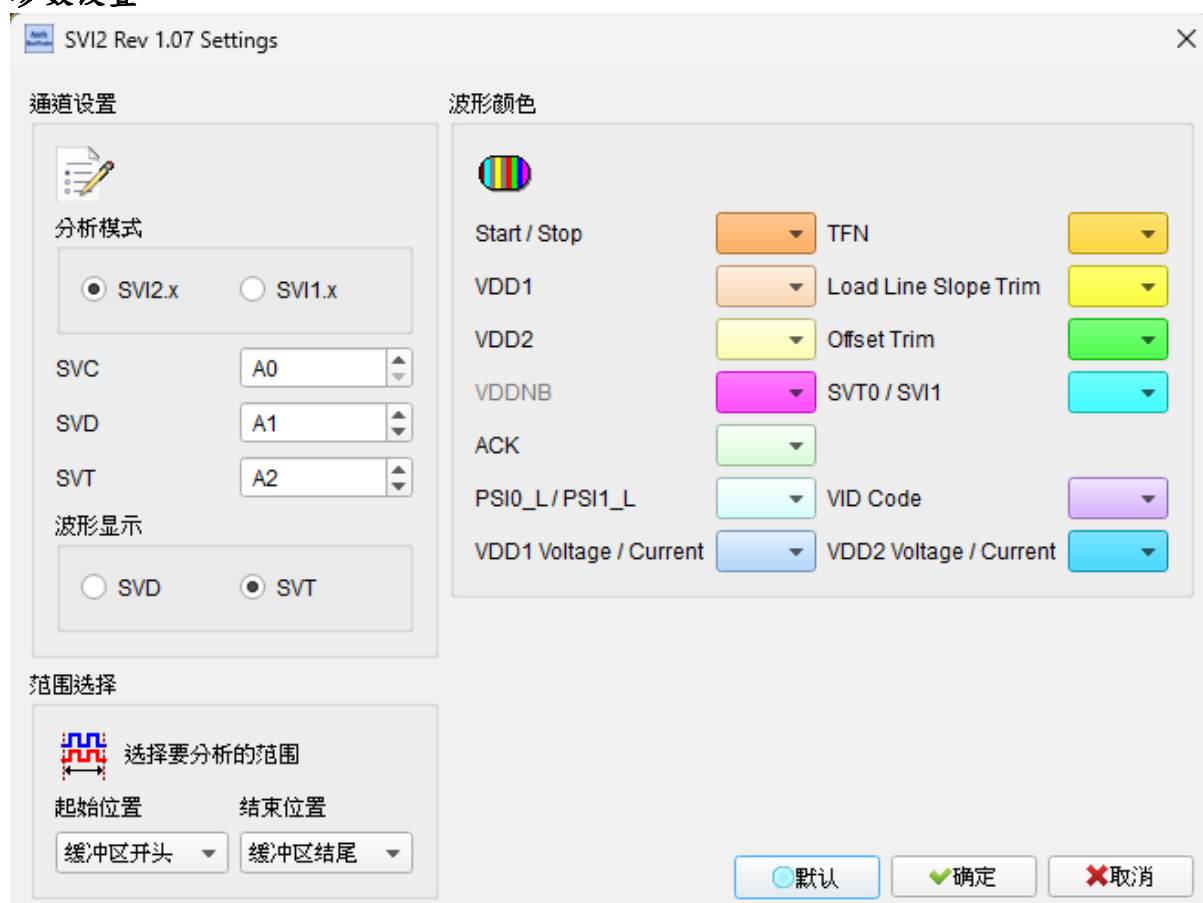 参数设置
SVI2 Rev 1.07 Settings
通道设置
分析模式
SVI2.x SVI1.x
SVC A0
SVD A1
SVT A2
波形显示
SVD SVT
范围选择
选择要分析的范围
起始位置 结束位置
缓冲区开头 缓冲区结尾
波形颜色
Start / Stop TFN
VDD1 Load Line Slope Trim
VDD2 Offset Trim
VDDNB SVT0 / SVI1
ACK
PSI0_L / PSI1_L VID Code
VDD1 Voltage / Current VDD2 Voltage / Current
默认 确定 取消